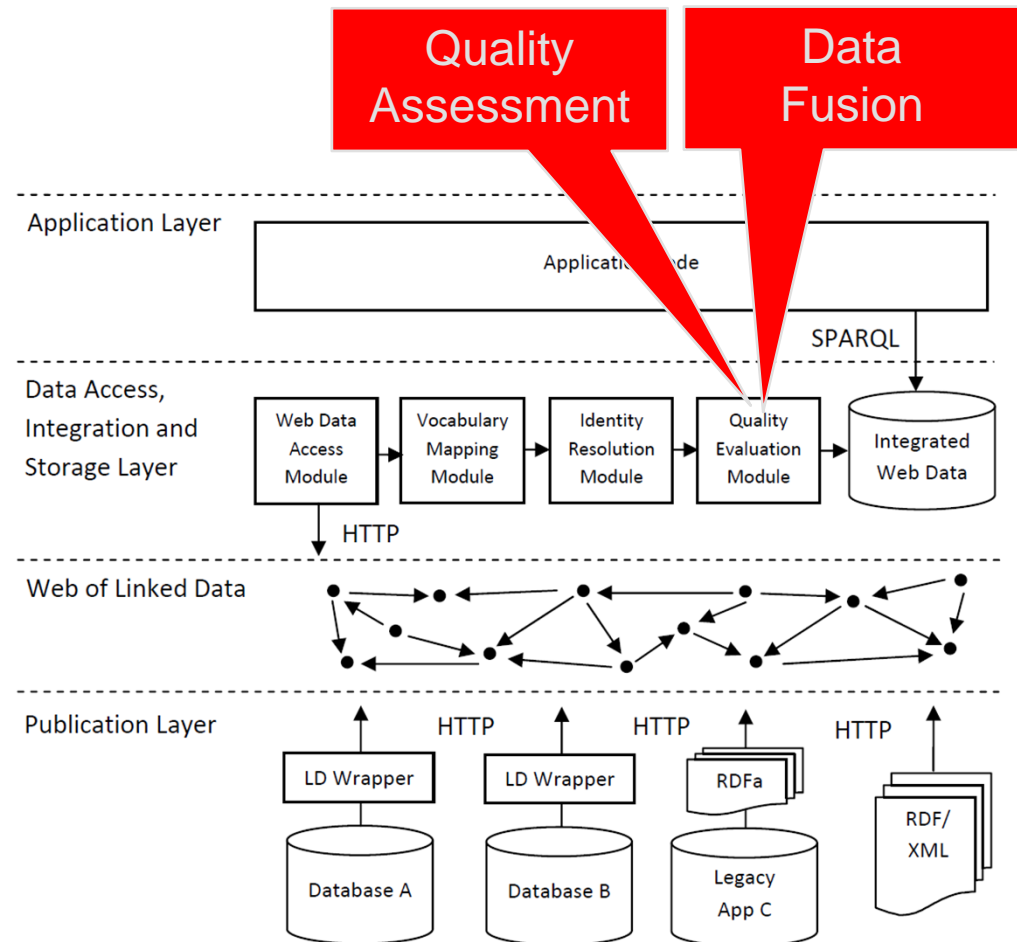 Quality
Assessment
Data
Fusion
Application Layer
Application Code
SPARQL
Data Access,
Integration and
Storage Layer
Web Data
Access
Module
Vocabulary
Mapping
Module
Identity
Resolution
Module
Quality
Evaluation
Module
Integrated
Web Data
HTTP
Web of Linked Data
Publication Layer
HTTP
HTTP
HTTP
LD Wrapper
LD Wrapper
RDFa
RDF/
XML
Database A
Database B
Legacy
App C